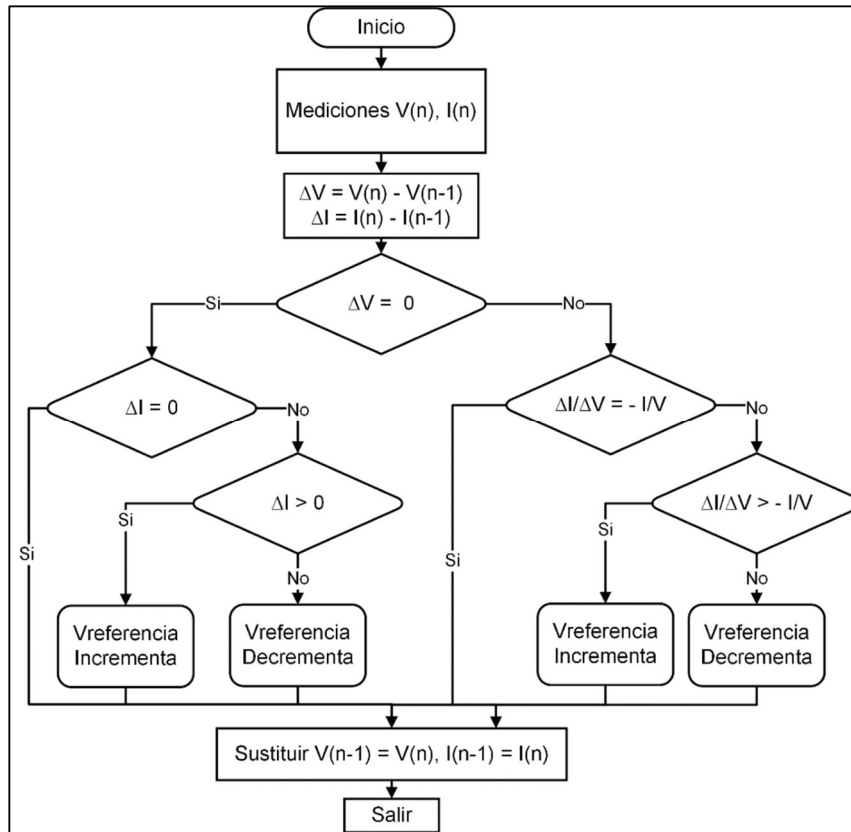 Inicio
Mediciones V(n), I(n)
ΔV = V(n) - V(n-1)
ΔI = I(n) - I(n-1)
ΔV = 0
Si
No
ΔI = 0
No
Si
ΔI/ΔV = - I/V
No
Si
ΔI > 0
Si
No
ΔI/ΔV > - I/V
Si
No
Vreferencia
Incrementa
Vreferencia
Decrementa
Vreferencia
Incrementa
Vreferencia
Decrementa
Sustituir V(n-1) = V(n), I(n-1) = I(n)
Salir